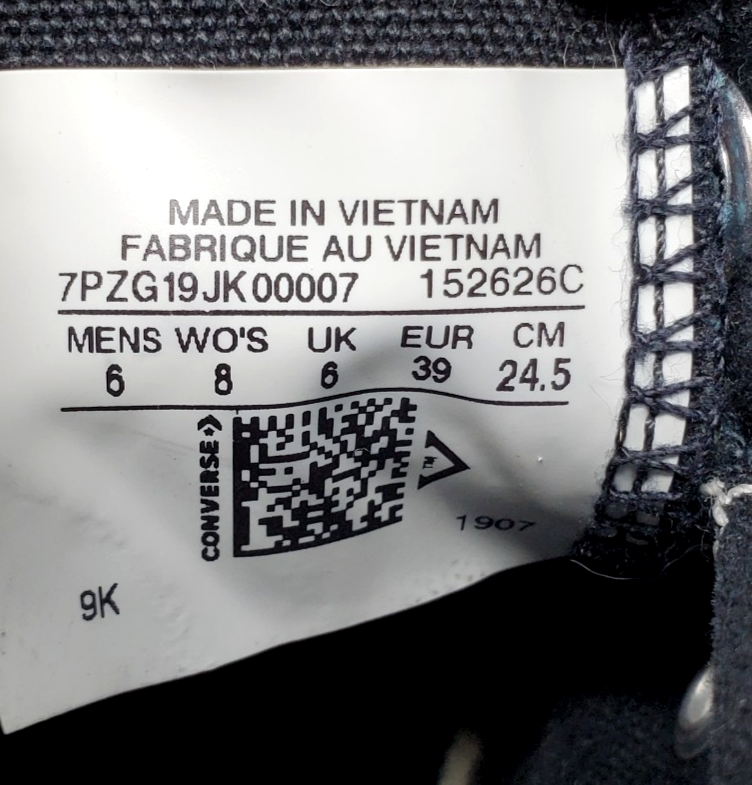 MADE IN VIETNAM
FABRIQUE AU VIETNAM
7PZG19JK00007 152626C
MENS WO'S UK EUR CM
6 8 6 39 24.5
CONVERSE
1907
9K